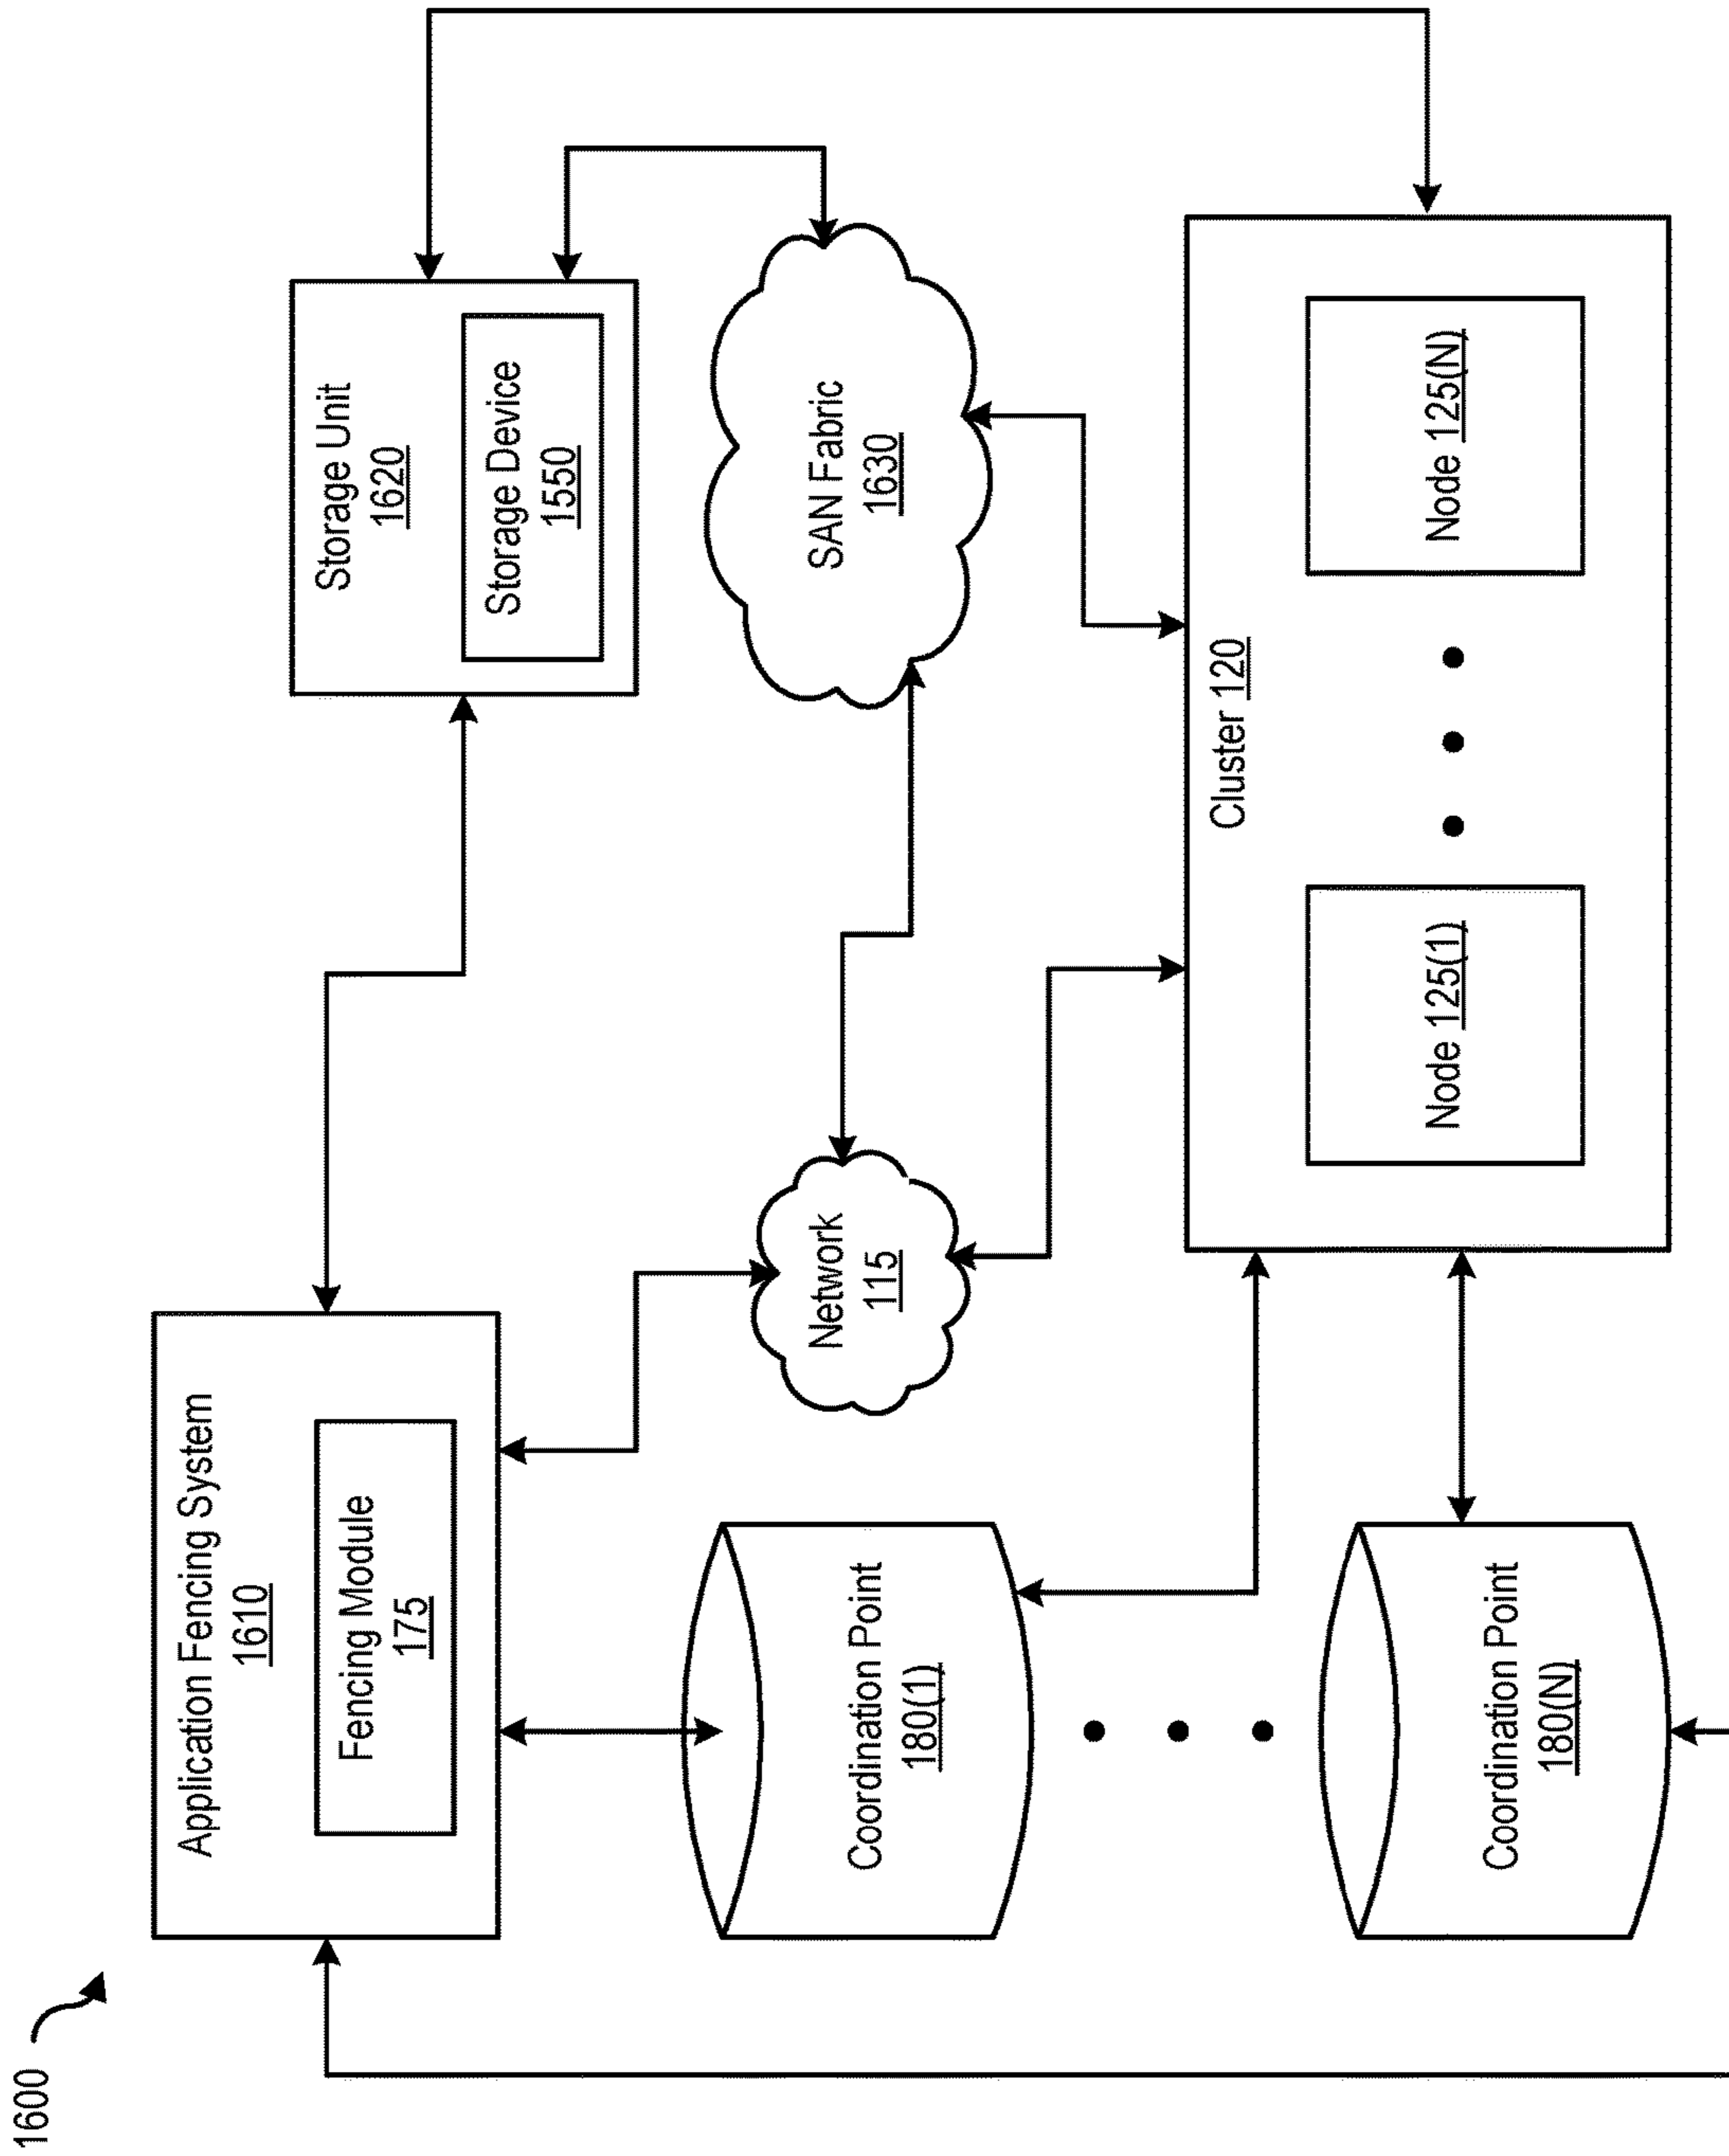 1600
Application Fencing System
1610
Fencing Module
175
Storage Unit
1620
Storage Device
1550
Coordination Point
180(1)
Network
115
SAN Fabric
1630
Coordination Point
180(N)
Cluster 120
Node 125(1)
Node 125(N)